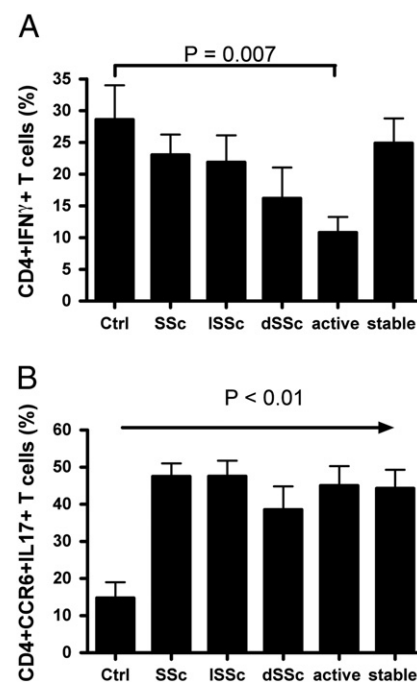 A
P = 0.007
CD4+IFNγ+ T cells (%)
35
30
25
20
15
10
5
0
Ctrl SSc lSSc dSSc active stable
B
P < 0.01
CD4+CCR6+IL17+ T cells (%)
60
50
40
30
20
10
0
Ctrl SSc lSSc dSSc active stable